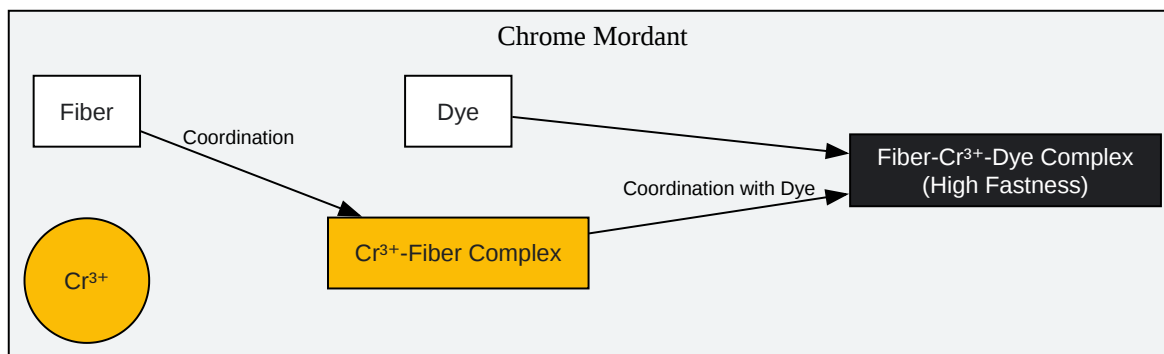 Chrome Mordant
Fiber
Dye
Coordination
Fiber-Cr³⁺-Dye Complex
(High Fastness)
Coordination with Dye
Cr³⁺-Fiber Complex
Cr³⁺